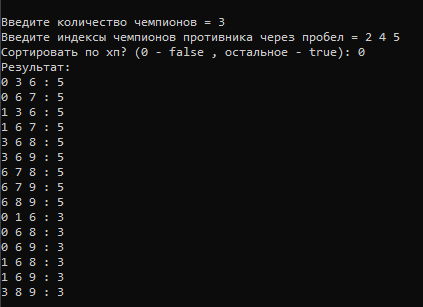 Введите количество чемпионов = 3
Введите индексы чемпионов противника через пробел = 2 4 5
Сортировать по хп? (0 - false , остальное - true): 0
Результат:
0 3 6 : 5
0 6 7 : 5
1 3 6 : 5
1 6 7 : 5
3 6 8 : 5
3 6 9 : 5
6 7 8 : 5
6 7 9 : 5
6 8 9 : 5
0 1 6 : 3
0 6 8 : 3
0 6 9 : 3
1 6 8 : 3
1 6 9 : 3
3 8 9 : 3